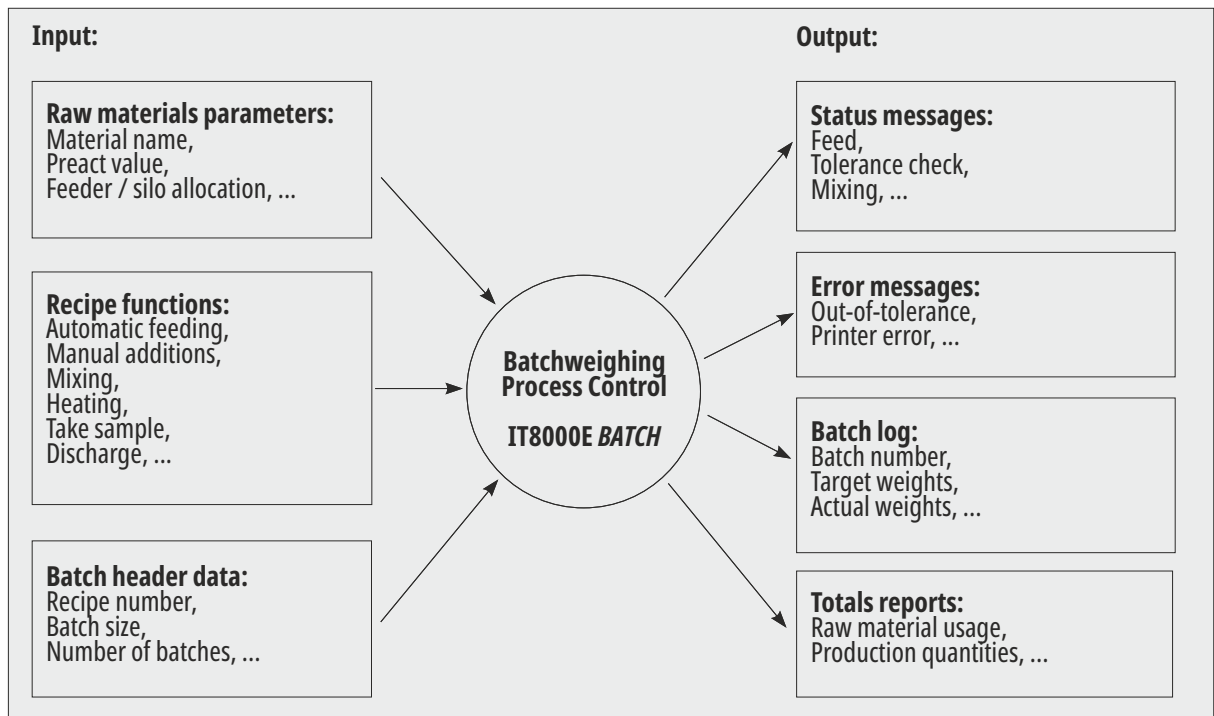 Input:
Raw materials parameters:
Material name,
Preact value,
Feeder / silo allocation, ...
Recipe functions:
Automatic feeding,
Manual additions,
Mixing,
Heating,
Take sample,
Discharge, ...
Batch header data:
Recipe number,
Batch size,
Number of batches, ...
Batchweighing
Process Control
IT8000E BATCH
Output:
Status messages:
Feed,
Tolerance check,
Mixing, ...
Error messages:
Out-of-tolerance,
Printer error, ...
Batch log:
Batch number,
Target weights,
Actual weights, ...
Totals reports:
Raw material usage,
Production quantities, ...